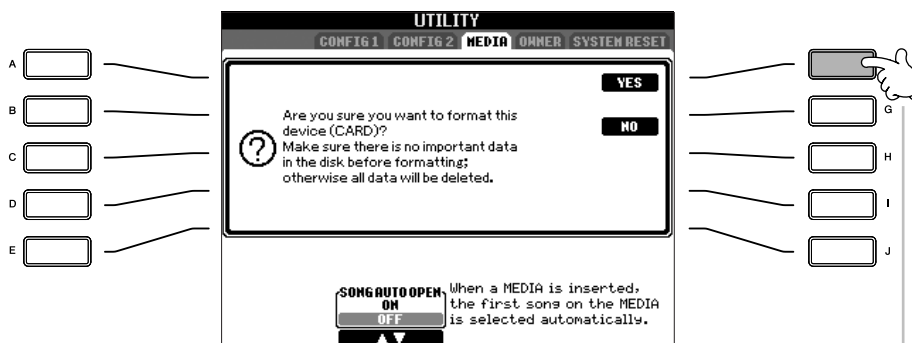 UTILITY
CONFIG 1 CONFIG 2 MEDIA OWNER SYSTEM RESET
A
YES
B
Are you sure you want to format this
device (CARD)?
Make sure there is no important data
in the disk before formatting;
otherwise all data will be deleted.
NO
G
C
H
D
I
E
J
SONG AUTO OPEN
ON
OFF
When a MEDIA is inserted,
the first song on the MEDIA
is selected automatically.